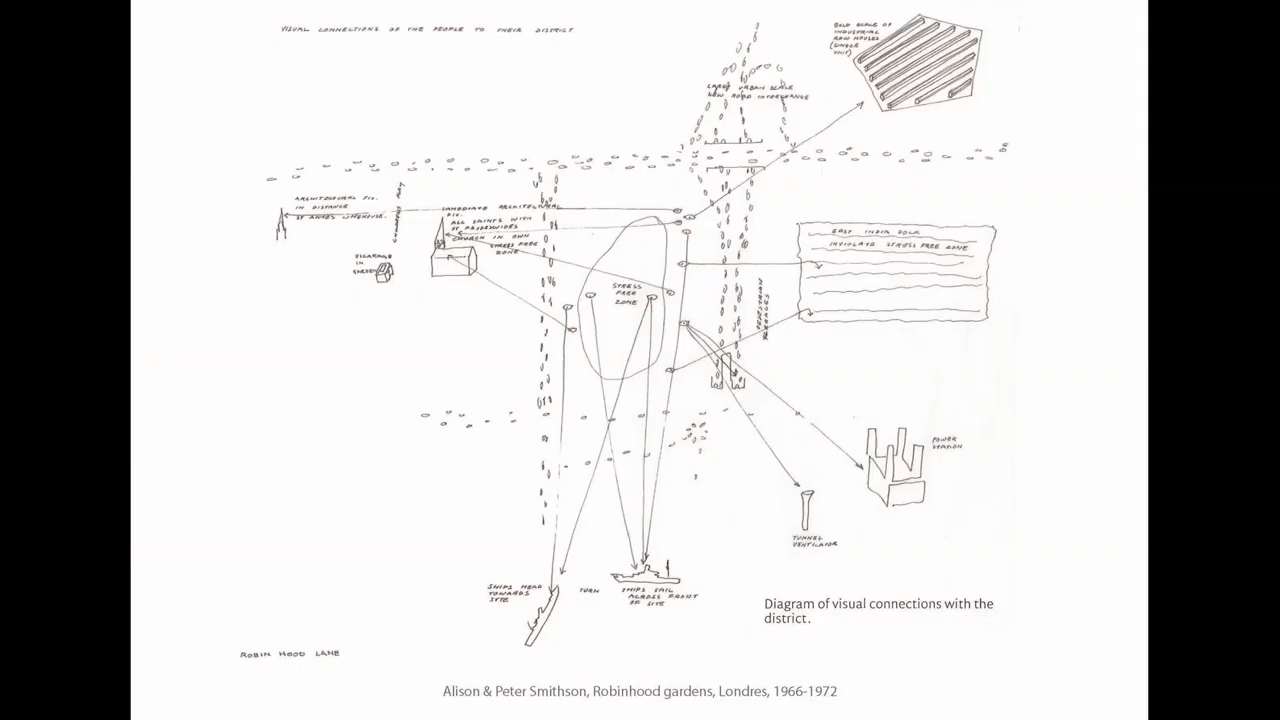 VISUAL CONNECTIONS OF THE PEOPLE TO THEIR DISTRICT.
BOLD SCALE OF
INDUSTRIAL
ROW HOUSES
(SINGLE
UNIT)
LARGE URBAN SCALE
NEW ROAD INTERCHANGE
ARCHITECTURAL FIX.
IN DISTANCE
ST ANNES LIMEHOUSE.
IMMEDIATE ARCHITECTURAL
FIX.
ALL SAINTS WITH
CHURCH IN OWN
STRESS FREE
ZONE
VICARAGE
IN
GARDEN
STRESS
FREE
ZONE
EAST INDIA DOCK
INVIOLATE STRESS FREE ZONE
PEDESTRIAN
POWER
STATION
TUNNEL
VENTILATOR
SHIPS HEAD
TOWARDS
SITE
TURN
SHIPS SAIL
ACROSS FRONT
OF SITE
Diagram of visual connections with the
district.
ROBIN HOOD LANE
Alison & Peter Smithson, Robinhood gardens, Londres, 1966-1972